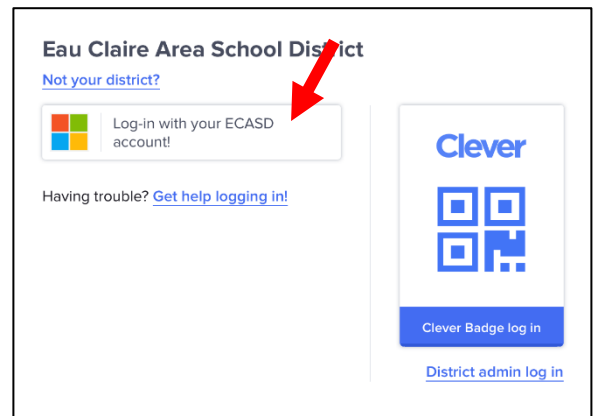 Eau Claire Area School District
Not your district?
Log-in with your ECASD
account!
Having trouble? Get help logging in!
Clever
Clever Badge log in
District admin log in